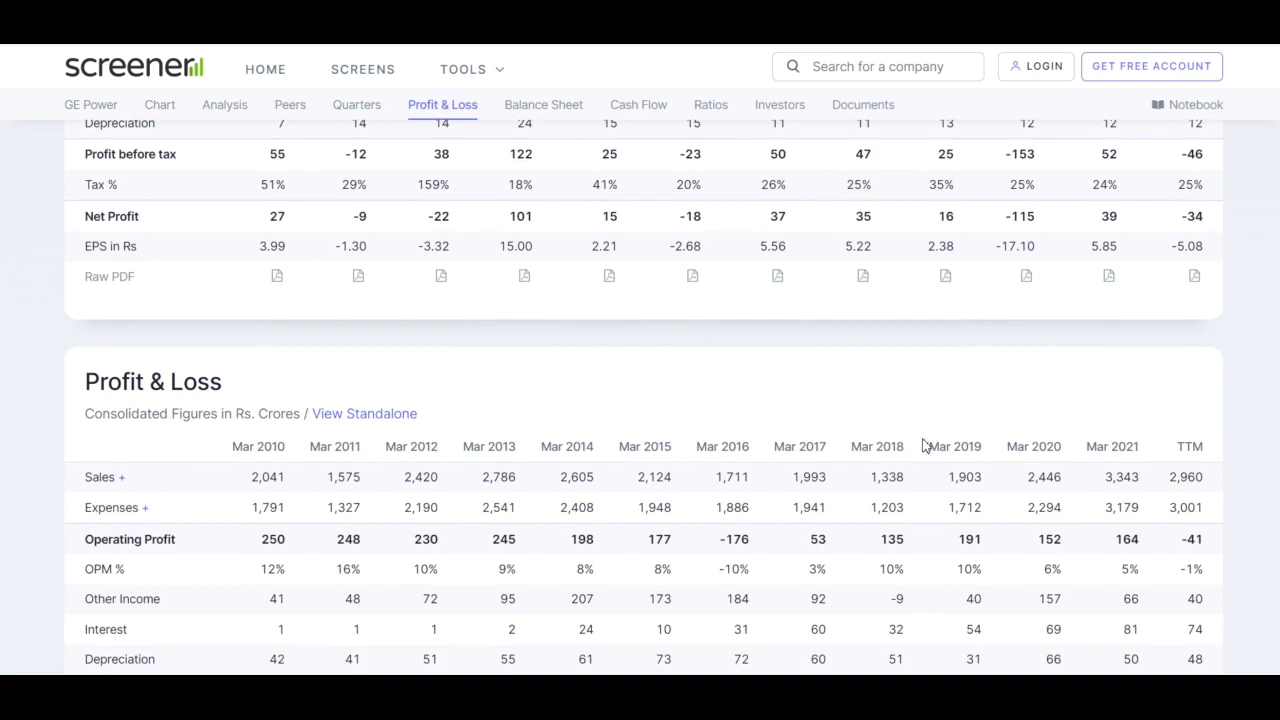 screener HOME SCREENS TOOLS Search for a company LOGIN GET FREE ACCOUNT
GE Power Chart Analysis Peers Quarters Profit & Loss Balance Sheet Cash Flow Ratios Investors Documents Notebook
Depreciation 7 14 14 24 15 15 11 11 13 12 12 12
Profit before tax 55 -12 38 122 25 -23 50 47 25 -153 52 -46
Tax % 51% 29% 159% 18% 41% 20% 26% 25% 35% 25% 24% 25%
Net Profit 27 -9 -22 101 15 -18 37 35 16 -115 39 -34
EPS in Rs 3.99 -1.30 -3.32 15.00 2.21 -2.68 5.56 5.22 2.38 -17.10 5.85 -5.08
Raw PDF
Profit & Loss
Consolidated Figures in Rs. Crores / View Standalone
Mar 2010 Mar 2011 Mar 2012 Mar 2013 Mar 2014 Mar 2015 Mar 2016 Mar 2017 Mar 2018 Mar 2019 Mar 2020 Mar 2021 TTM
Sales + 2,041 1,575 2,420 2,786 2,605 2,124 1,711 1,993 1,338 1,903 2,446 3,343 2,960
Expenses + 1,791 1,327 2,190 2,541 2,408 1,948 1,886 1,941 1,203 1,712 2,294 3,179 3,001
Operating Profit 250 248 230 245 198 177 -176 53 135 191 152 164 -41
OPM % 12% 16% 10% 9% 8% 8% -10% 3% 10% 10% 6% 5% -1%
Other Income 41 48 72 95 207 173 184 92 -9 40 157 66 40
Interest 1 1 1 2 24 10 31 60 32 54 69 81 74
Depreciation 42 41 51 55 61 73 72 60 51 31 66 50 48